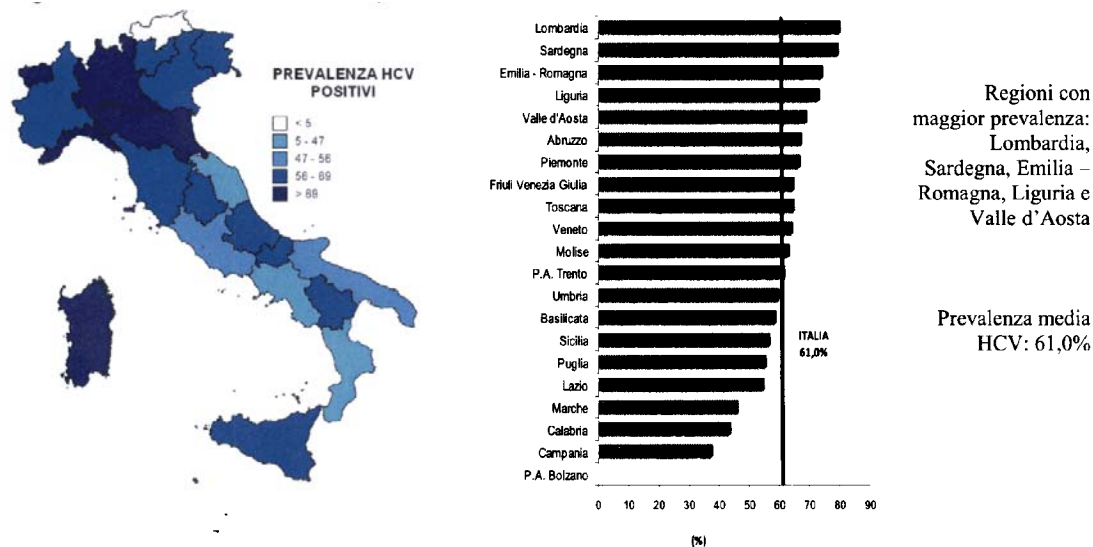 PREVALENZA HCV
POSITIVI
< 5
5 - 47
47 - 56
56 - 69
> 69
Lombardia
Sardegna
Emilia - Romagna
Liguria
Valle d'Aosta
Abruzzo
Piemonte
Friuli Venezia Giulia
Toscana
Veneto
Molise
P.A. Trento
Umbria
Basilicata
Sicilia
Puglia
Lazio
Marche
Calabria
Campania
P.A. Bolzano
ITALIA
61,0%
0 10 20 30 40 50 60 70 80 90
(%)
Regioni con
maggior prevalenza:
Lombardia,
Sardegna, Emilia –
Romagna, Liguria e
Valle d'Aosta
Prevalenza media
HCV: 61,0%